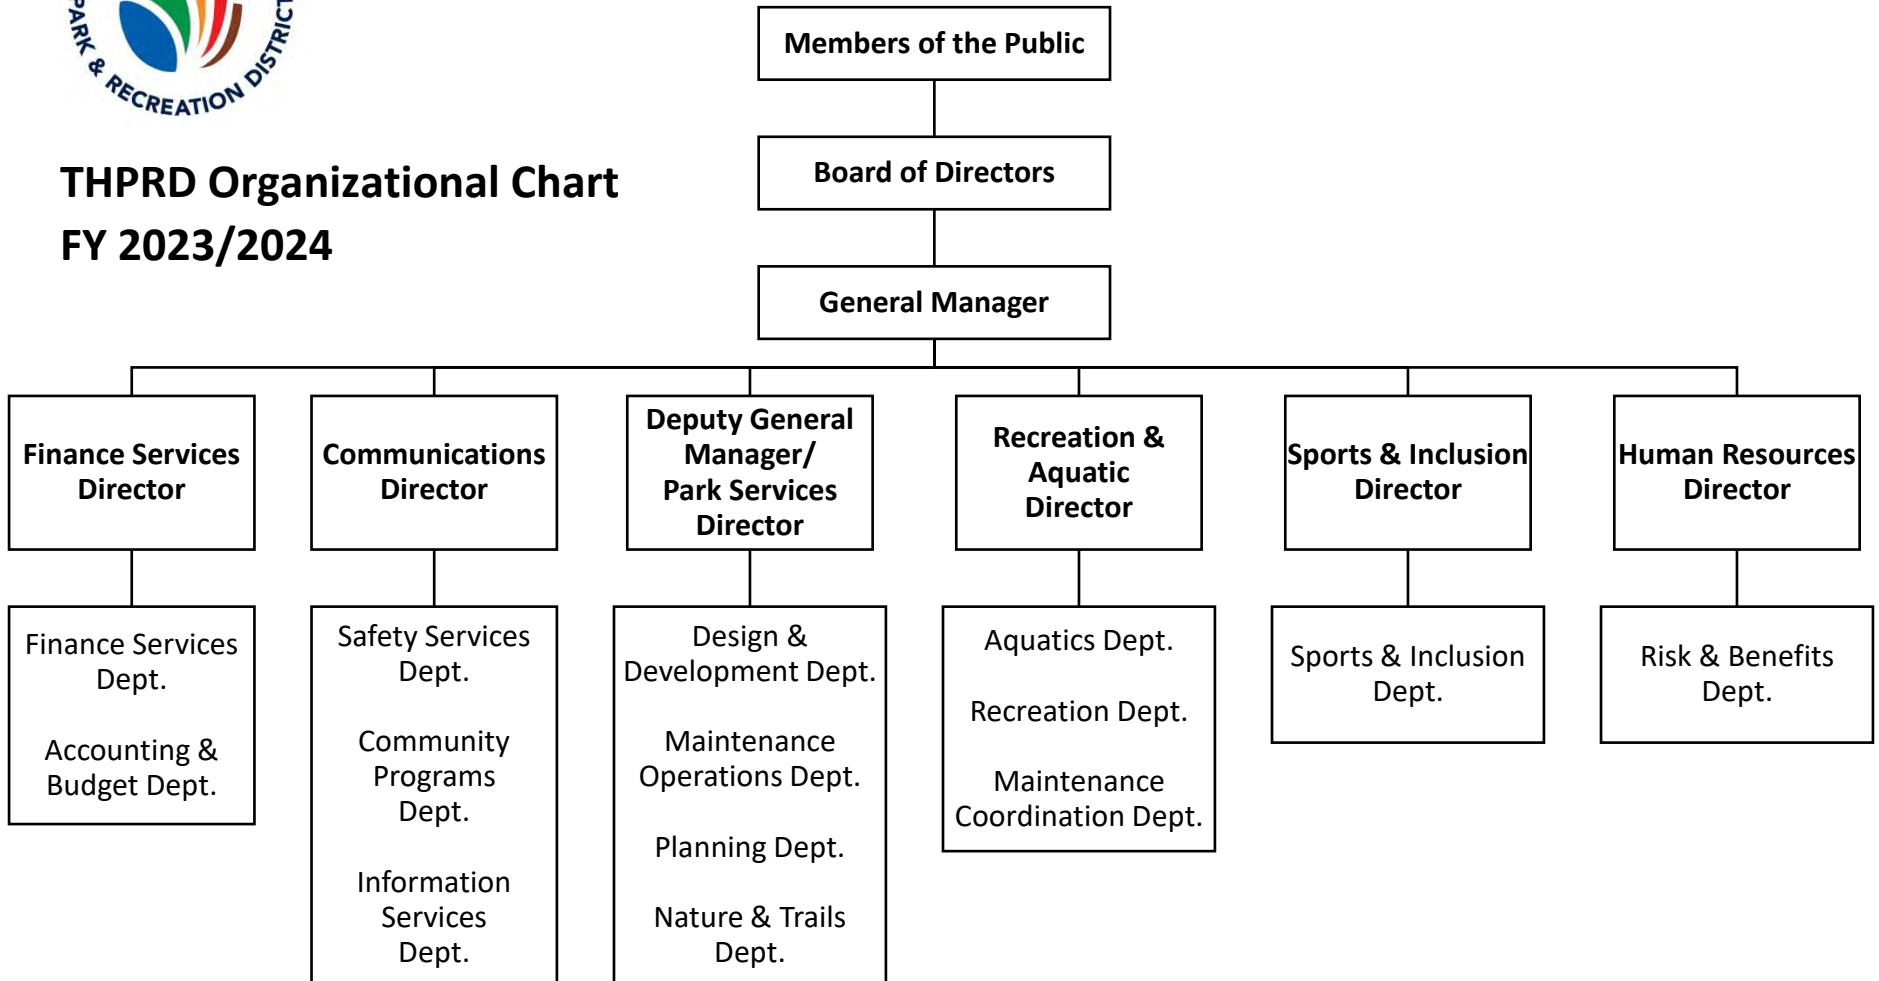 PARK & RECREATION DISTRICT
THPRD Organizational Chart
FY 2023/2024
Members of the Public
Board of Directors
General Manager
Finance Services
Director
Communications
Director
Deputy General
Manager/
Park Services
Director
Recreation &
Aquatic
Director
Sports & Inclusion
Director
Human Resources
Director
Finance Services
Dept.
Accounting &
Budget Dept.
Safety Services
Dept.
Community
Programs
Dept.
Information
Services
Dept.
Design &
Development Dept.
Maintenance
Operations Dept.
Planning Dept.
Nature & Trails
Dept.
Aquatics Dept.
Recreation Dept.
Maintenance
Coordination Dept.
Sports & Inclusion
Dept.
Risk & Benefits
Dept.